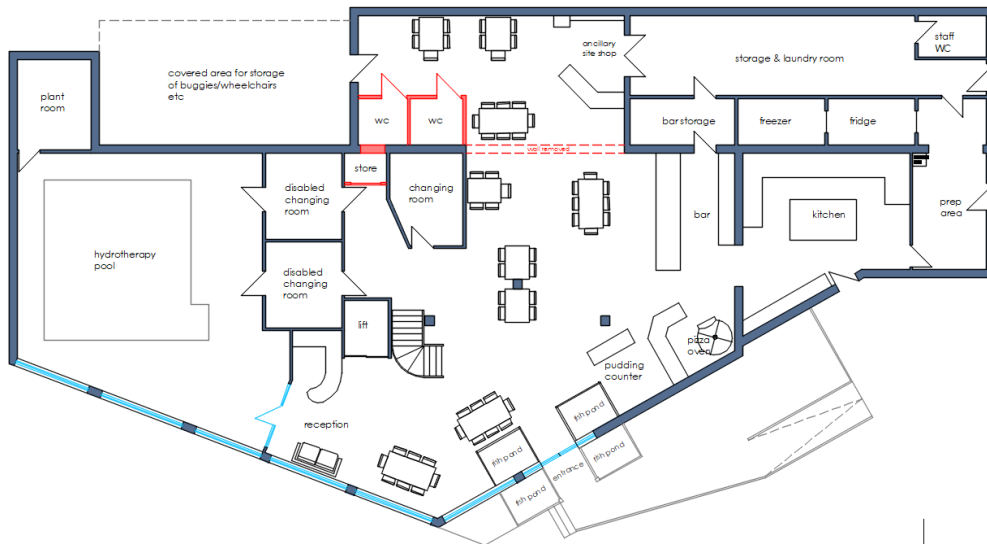 covered area for storage
of buggies/wheelchairs
etc
plant
room
wc
wc
ancillary
site shop
storage & laundry room
staff
WC
bar storage
freezer
fridge
wall removed
store
disabled
changing
room
changing
room
bar
kitchen
prep
area
hydrotherapy
pool
disabled
changing
room
lift
pizza
oven
pudding
counter
reception
fish pond
fish pond
fish pond
fish pond
entrance